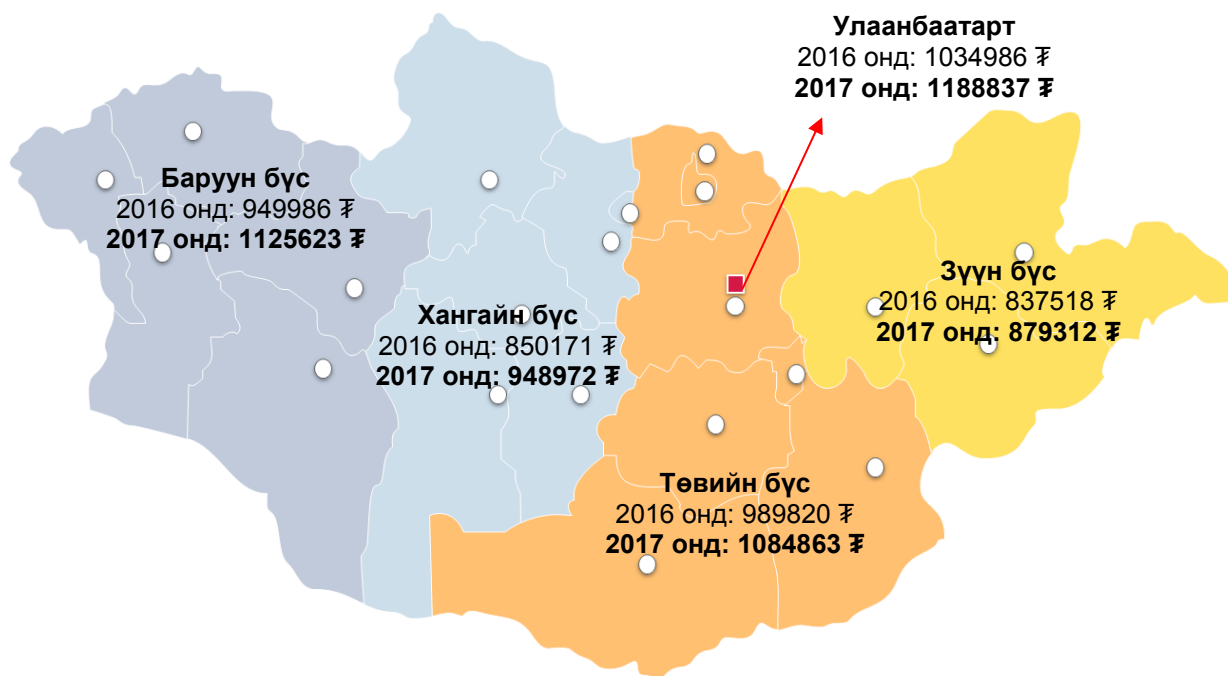 Улаанбаатарт
2016 онд: 1034986 ₮
2017 онд: 1188837 ₮
Баруун бүс
2016 онд: 949986 ₮
2017 онд: 1125623 ₮
Зүүн бүс
2016 онд: 837518 ₮
2017 онд: 879312 ₮
Хангайн бүс
2016 онд: 850171 ₮
2017 онд: 948972 ₮
Төвийн бүс
2016 онд: 989820 ₮
2017 онд: 1084863 ₮